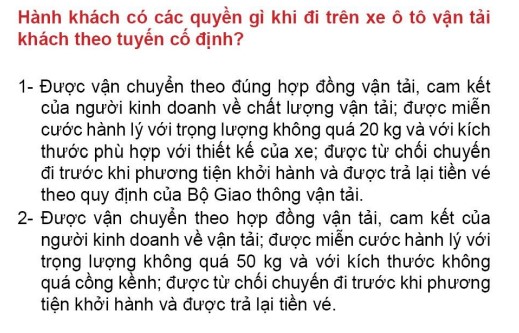 Hành khách có các quyền gì khi đi trên xe ô tô vận tải
khách theo tuyến cố định?
1- Được vận chuyển theo đúng hợp đồng vận tải, cam kết
của người kinh doanh về chất lượng vận tải; được miễn
cước hành lý với trọng lượng không quá 20 kg và với kích
thước phù hợp với thiết kế của xe; được từ chối chuyến
đi trước khi phương tiện khởi hành và được trả lại tiền vé
theo quy định của Bộ Giao thông vận tải.
2- Được vận chuyển theo hợp đồng vận tải, cam kết của
người kinh doanh về vận tải; được miễn cước hành lý với
trọng lượng không quá 50 kg và với kích thước không
quá cồng kềnh; được từ chối chuyến đi trước khi phương
tiện khởi hành và được trả lại tiền vé.